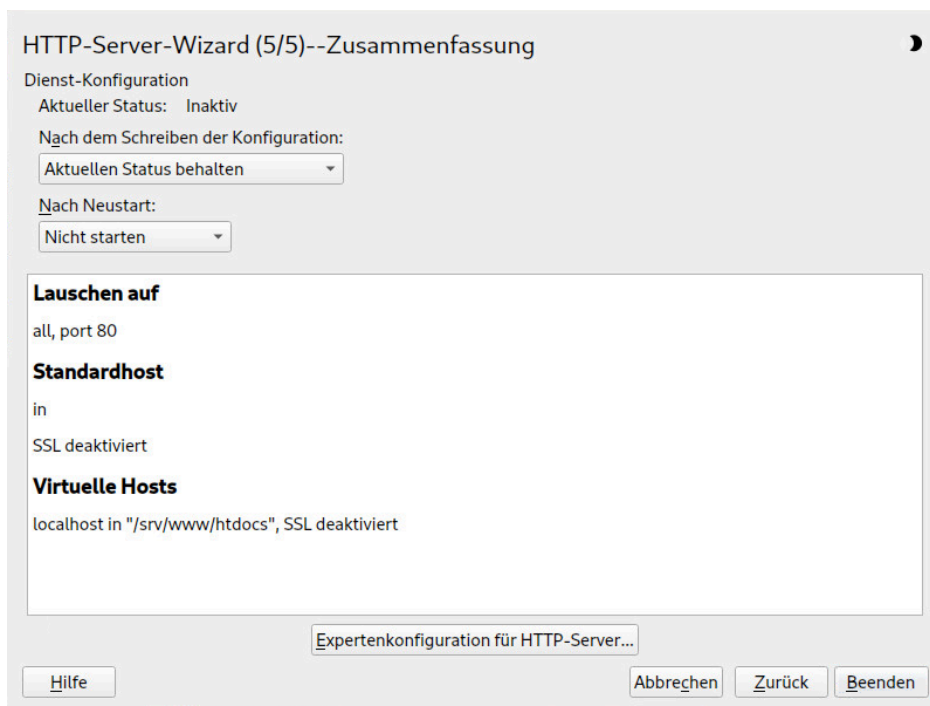 HTTP-Server-Wizard (5/5)--Zusammenfassung
Dienst-Konfiguration
Aktueller Status: Inaktiv
Nach dem Schreiben der Konfiguration:
Aktuellen Status behalten
Nach Neustart:
Nicht starten
Lauschen auf
all, port 80
Standardhost
in
SSL deaktiviert
Virtuelle Hosts
localhost in "/srv/www/htdocs", SSL deaktiviert
Expertenkonfiguration für HTTP-Server...
Hilfe Abbrechen Zurück Beenden